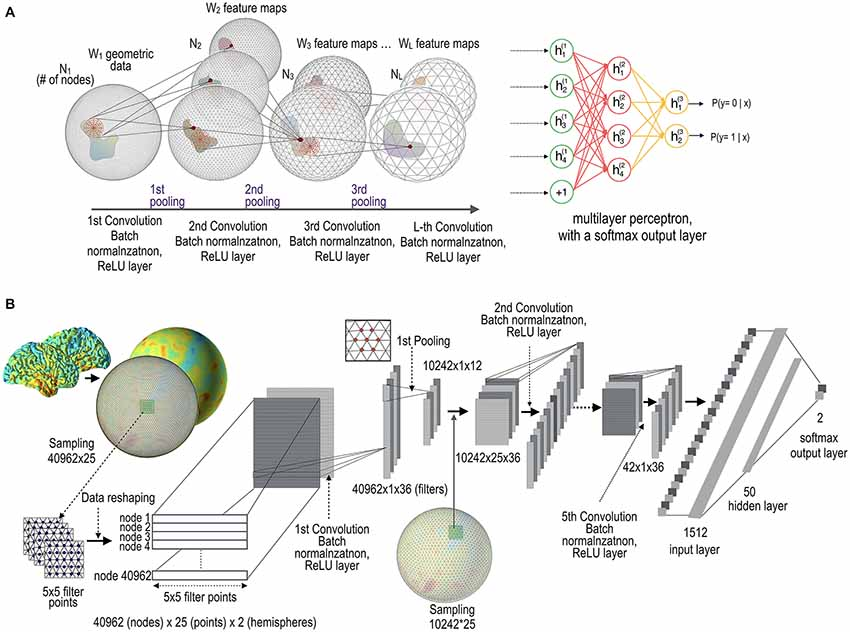 A
W2 feature maps
W1 geometric
data
N1
(# of nodes)
N2
W3 feature maps ...
WL feature maps
N3
NL
1st
pooling
2nd
pooling
3rd
pooling
1st Convolution
Batch
normalnzatnon,
ReLU layer
2nd Convolution
Batch normalnzatnon,
ReLU layer
3rd Convolution
Batch normalnzatnon,
ReLU layer
L-th Convolution
Batch normalnzatnon,
ReLU layer
h1(1
h2(1
h3(1
h4(1
+1
h1(2
h2(2
h3(2
h4(2
h1(3
h2(3
P(y= 0 | x)
P(y= 1 | x)
multilayer perceptron,
with a softmax output layer
B
Sampling
40962x25
Data reshaping
5x5 filter
points
node 1
node 2
node 3
node 4
node 40962
5x5 filter points
40962 (nodes) x 25 (points) x 2 (hemispheres)
1st Convolution
Batch
normalnzatnon,
ReLU layer
40962x1x36 (filters)
1st Pooling
10242x1x12
Sampling
10242*25
10242x25x36
2nd Convolution
Batch normalnzatnon,
ReLU layer
5th Convolution
Batch
normalnzatnon,
ReLU layer
42x1x36
1512
input layer
50
hidden layer
2
softmax
output layer